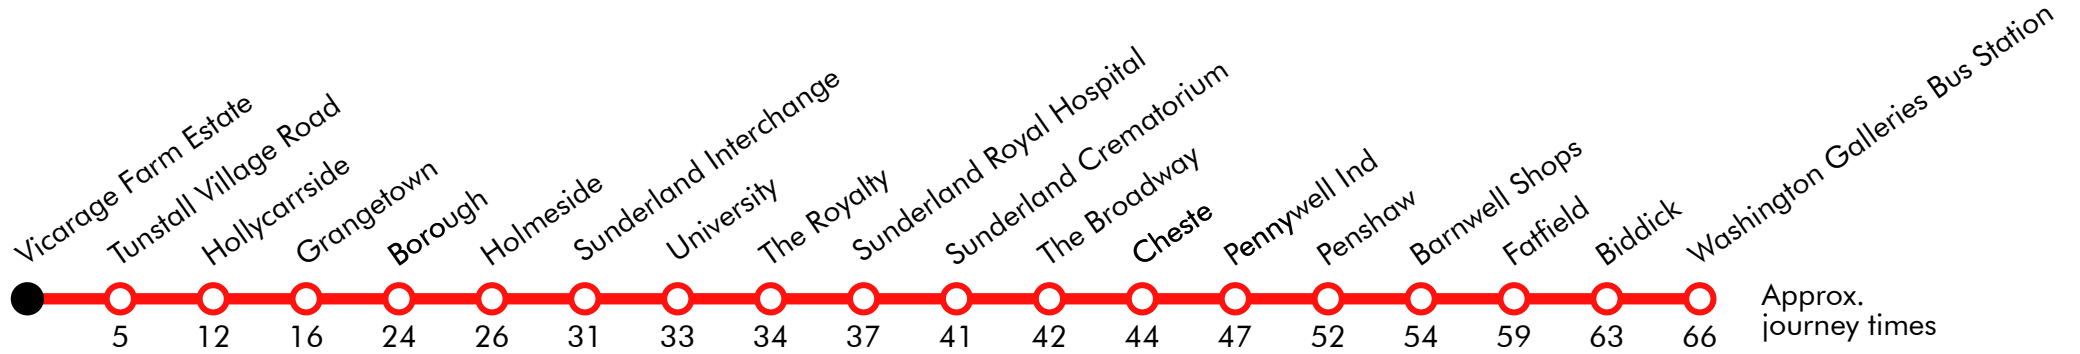 Vicarage Farm Estate
Tunstall Village Road
Hollycarrside
Grangetown
Borough
Holmeside
Sunderland Interchange
University
The Royalty
Sunderland Royal Hospital
Sunderland Crematorium
The Broadway
Cheste
Pennywell Ind
Penshaw
Barnwell Shops
Fatfield
Biddick
Washington Galleries Bus Station
5 12 16 24 26 31 33 34 37 41 42 44 47 52 54 59 63 66
Approx.
journey times